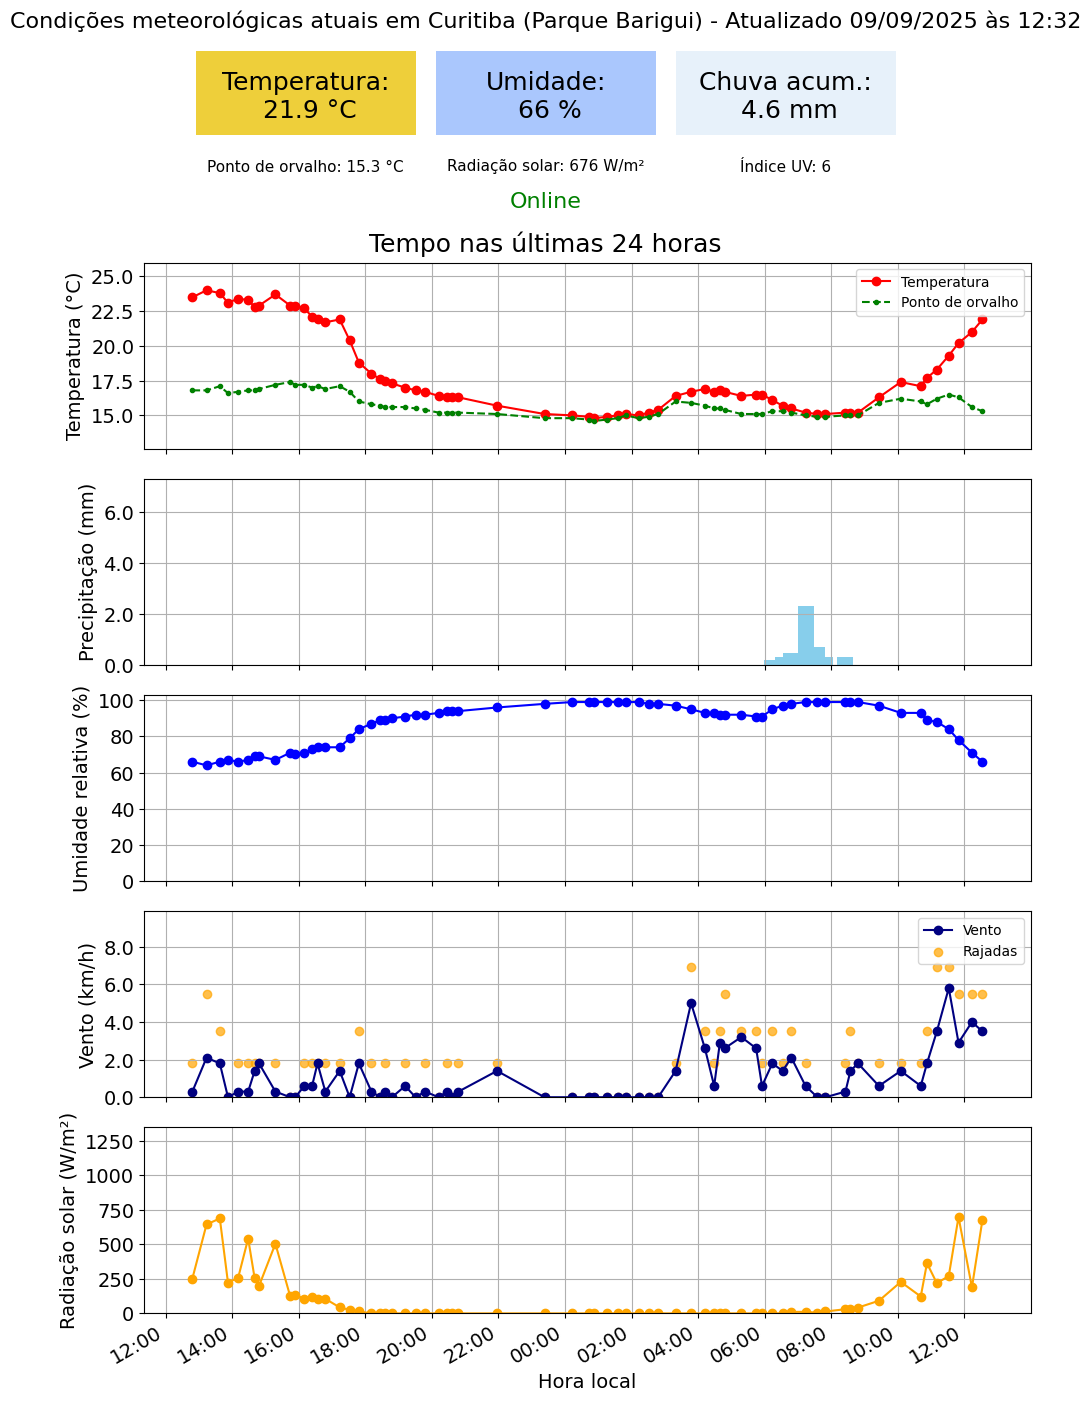 Condições meteorológicas atuais em Curitiba (Parque Barigui) - Atualizado 09/09/2025 às 12:32
Temperatura:
21.9 °C
Umidade:
66 %
Chuva acum.:
4.6 mm
Ponto de orvalho: 15.3 °C
Radiação solar: 676 W/m²
Índice UV: 6
Online
Tempo nas últimas 24 horas
Temperatura (°C)
25.0
22.5
20.0
17.5
15.0
Temperatura
Ponto de orvalho
Precipitação (mm)
6.0
4.0
2.0
0.0
Umidade relativa (%)
100
80
60
40
20
0
Vento (km/h)
8.0
6.0
4.0
2.0
0.0
Vento
Rajadas
Radiação solar (W/m²)
1250
1000
750
500
250
0
12:00
14:00
16:00
18:00
20:00
22:00
00:00
02:00
04:00
06:00
08:00
10:00
12:00
Hora local